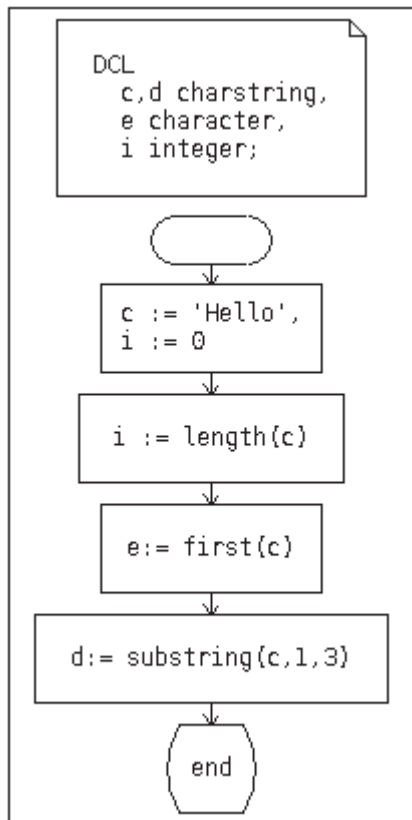 DCL
c,d charstring,
e character,
i integer;
c := 'Hello',
i := 0
i := length(c)
e:= first(c)
d:= substring(c,1,3)
end